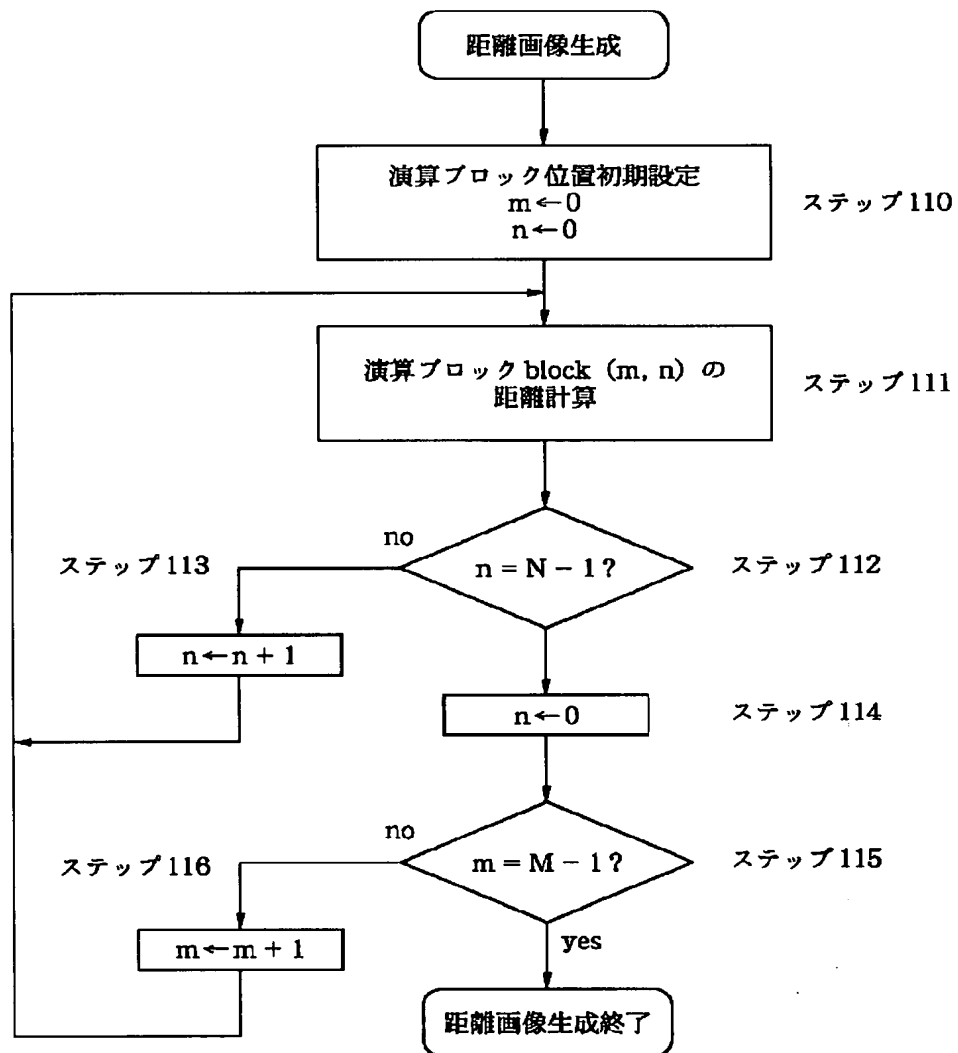 距離画像生成
演算ブロック位置初期設定
m←0
n←0
ステップ110
演算ブロック block (m, n) の
距離計算
ステップ111
no
ステップ113
n = N − 1 ?
ステップ112
n←n + 1
n←0
ステップ114
no
ステップ116
m = M − 1 ?
ステップ115
m←m + 1
yes
距離画像生成終了